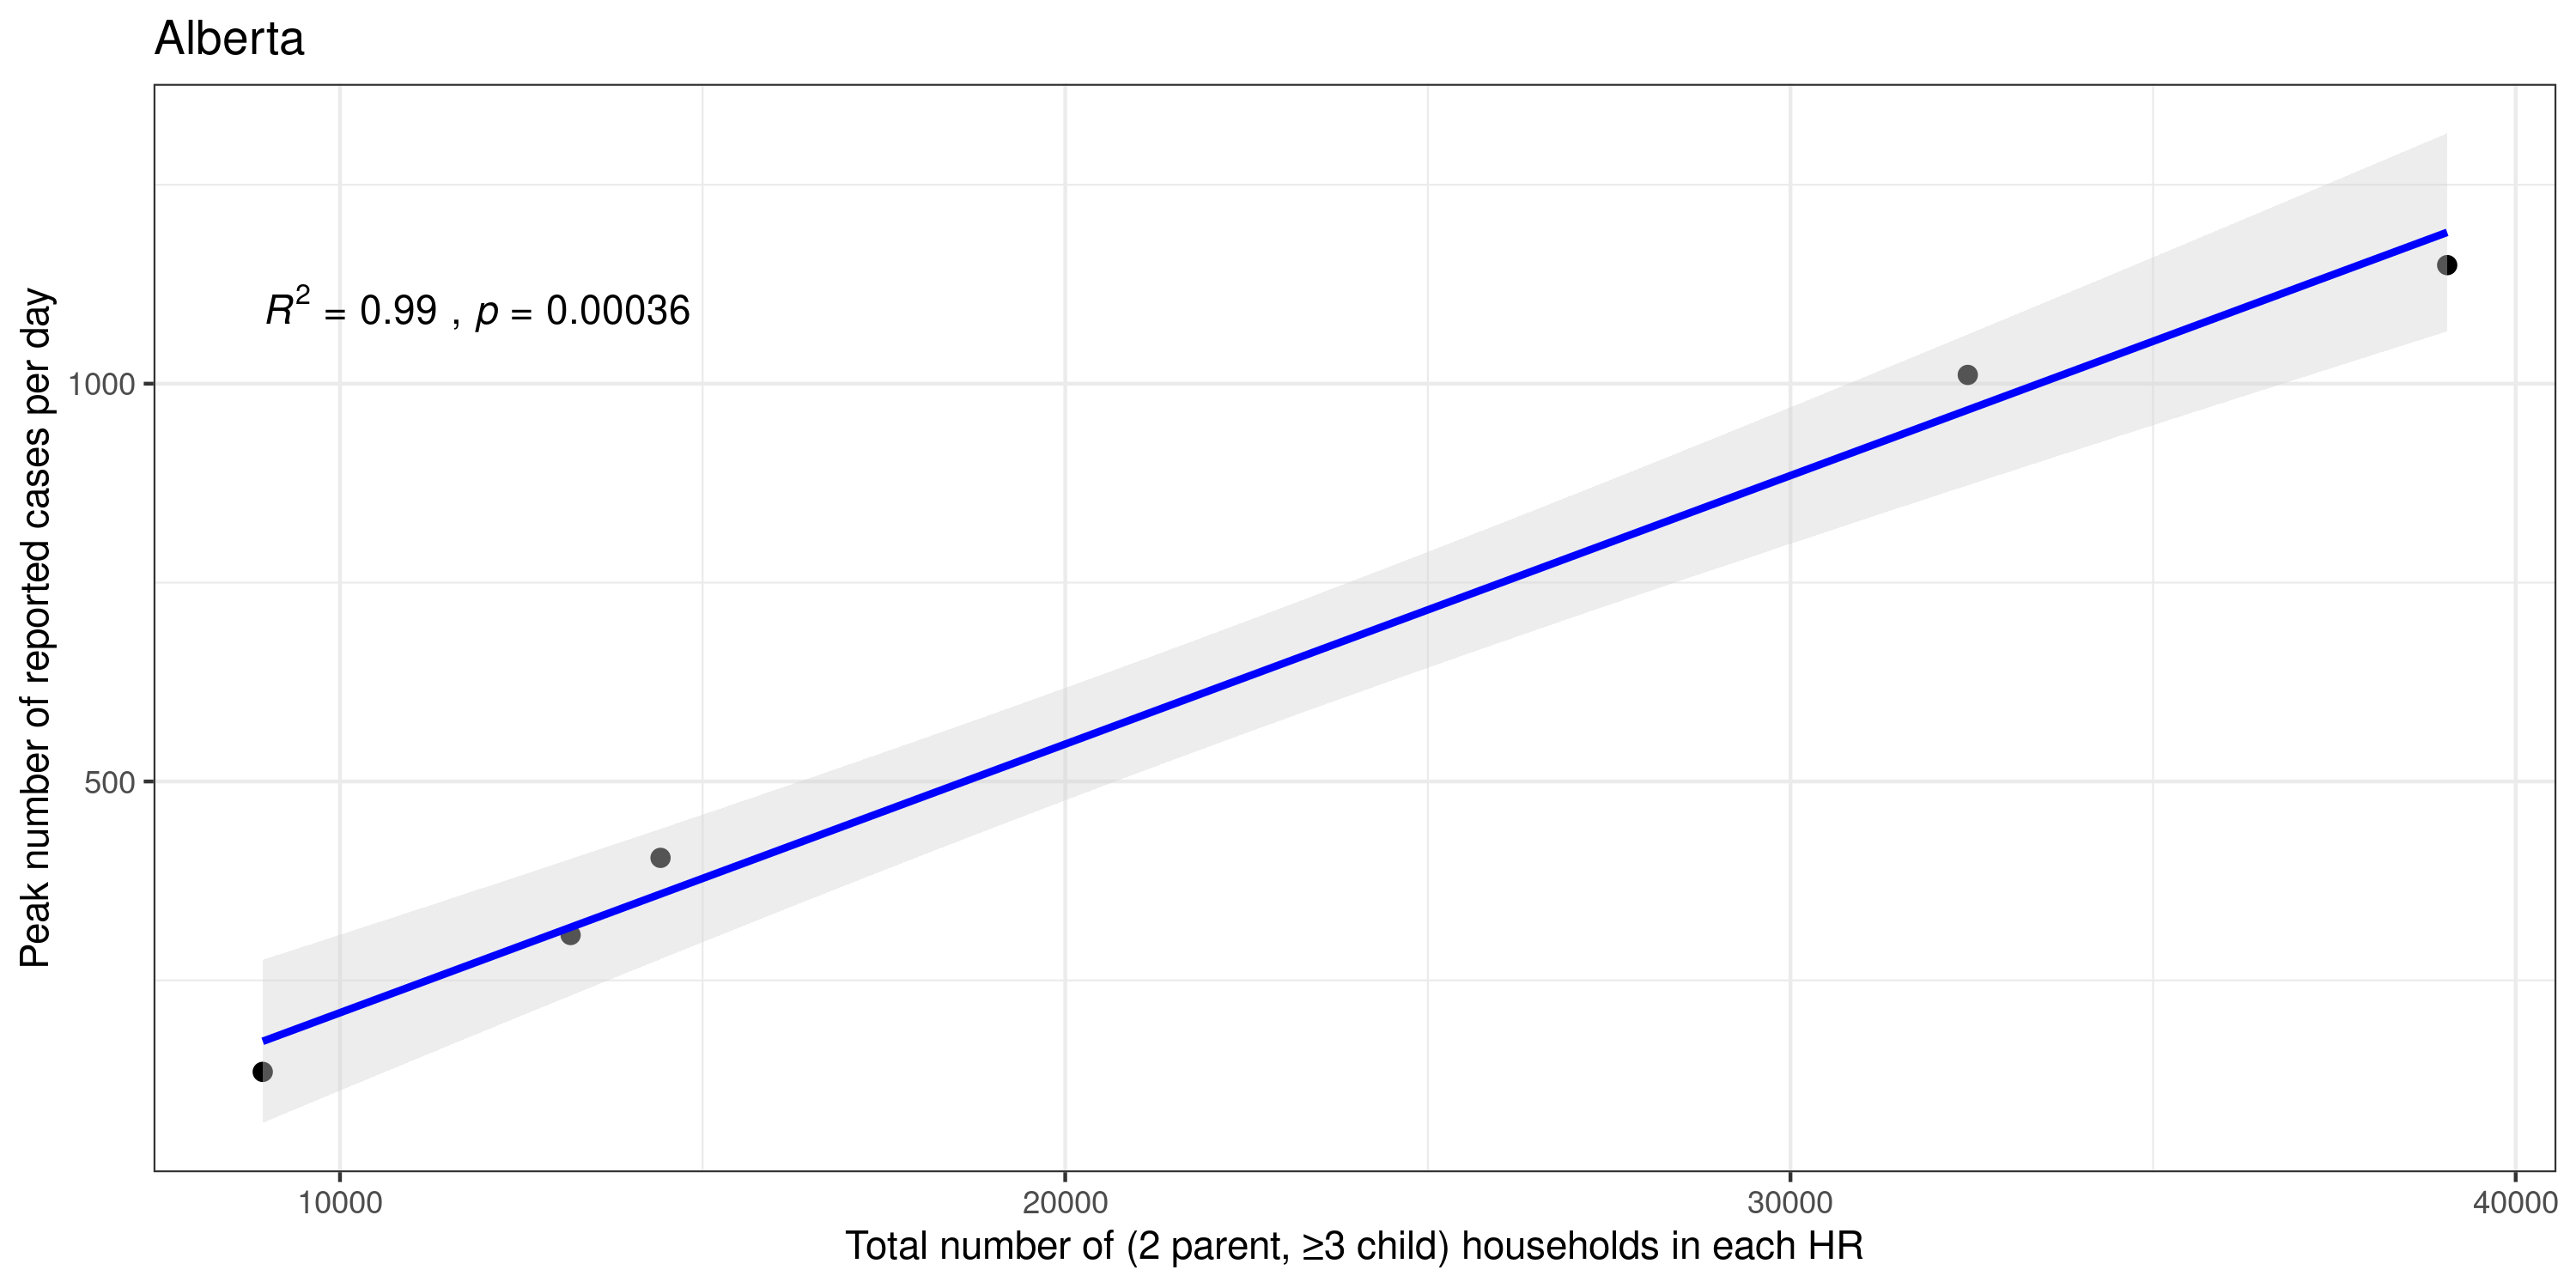 Alberta
R² = 0.99 , p = 0.00036
Peak number of reported cases per day
1000
500
10000 20000 30000 40000
Total number of (2 parent, ≥3 child) households in each HR